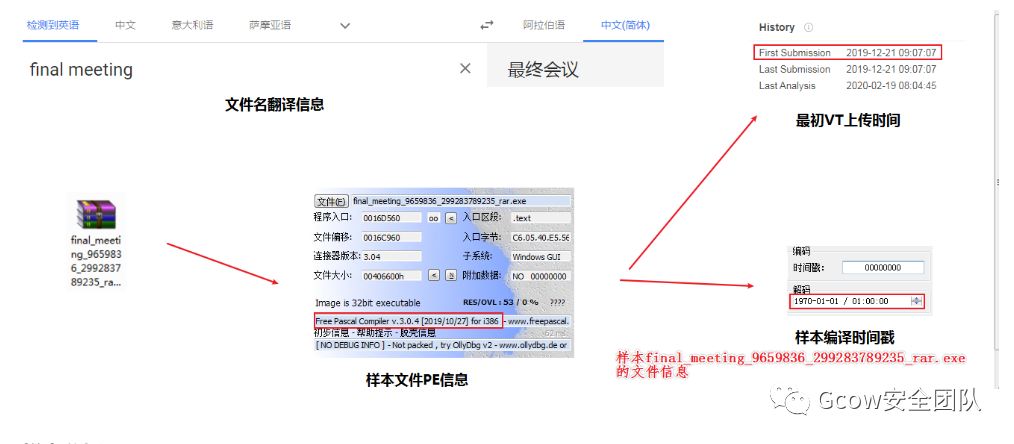 检测到英语 中文 意大利语 萨摩亚语 阿拉伯语 中文(简体)
final meeting
最终会议
文件名翻译信息
History
First Submission 2019-12-21 09:07:07
Last Submission 2019-12-21 09:07:07
Last Analysis 2020-02-19 08:04:45
最初VT上传时间
final_meeti
ng_965983
6_2992837
89235_ra...
文件(F) final_meeting_9659836_299283789235_rar.exe
程序入口: 0016D560 oo < 入口区段: .text
文件偏移: 0016C960 入口字节: C6.05.40.E5.56
连接器版本: 3.04 子系统: Windows GUI
文件大小: 00406600h < 附加数据: NO 00000000
Image is 32bit executable RES/OVL : 53 / 0 % ????
Free Pascal Compiler v.3.0.4 [2019/10/27] for i386 - www.freepascal.
初步信息 - 帮助提示 - 脱壳信息
[ NO DEBUG INFO ] - Not packed , try OllyDbg v2 - www.ollydbg.de or
样本文件PE信息
编码
时间戳: 00000000
解码
1970-01-01 / 01:00:00
样本编译时间戳
样本final_meeting_9659836_299283789235_rar.exe
的文件信息
Gcow安全团队